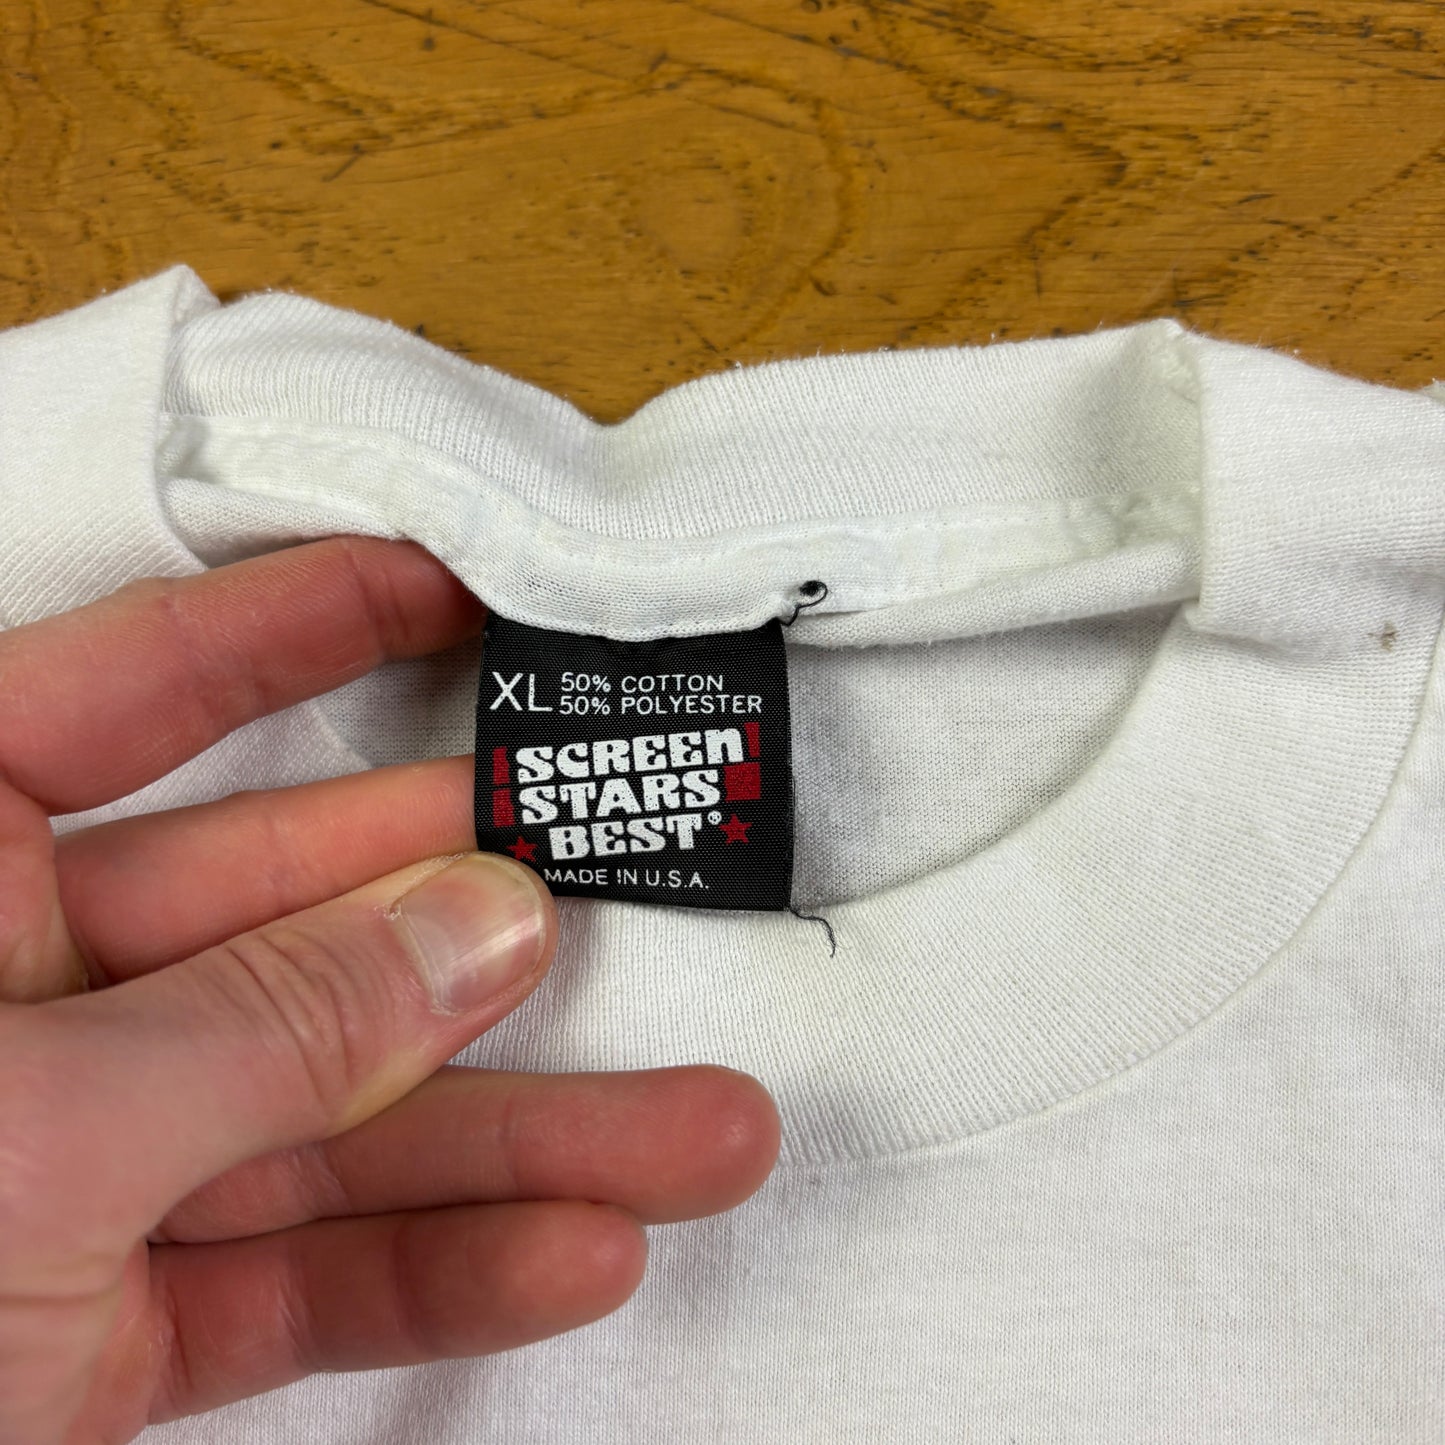 XL 50% COTTON
50% POLYESTER
SCREEn
STARS
BEST®
MADE IN U.S.A.